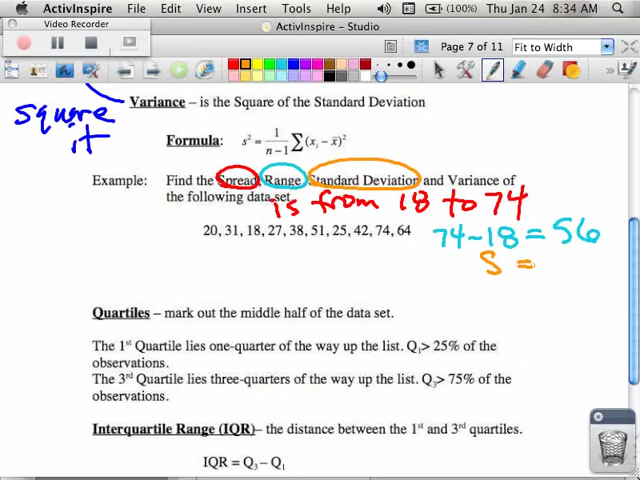 ActivInspire File Edit View Insert Tools Help (100%) Thu Jan 24 8:34 AM
Video Recorder
ActivInspire – Studio
Page 7 of 11 Fit to Width
square
it
Variance – is the Square of the Standard Deviation
Formula: s² = 1/(n−1) ∑(xᵢ − x̄)²
Example: Find the Spread, Range, Standard Deviation and Variance of
the following data set.
is from 18 to 74
20, 31, 18, 27, 38, 51, 25, 42, 74, 64
74-18 = 56
S =
Quartiles – mark out the middle half of the data set.
The 1st Quartile lies one-quarter of the way up the list. Q₁> 25% of the
observations.
The 3rd Quartile lies three-quarters of the way up the list. Q₃> 75% of the
observations.
Interquartile Range (IQR)– the distance between the 1st and 3rd quartiles.
IQR = Q₃ – Q₁